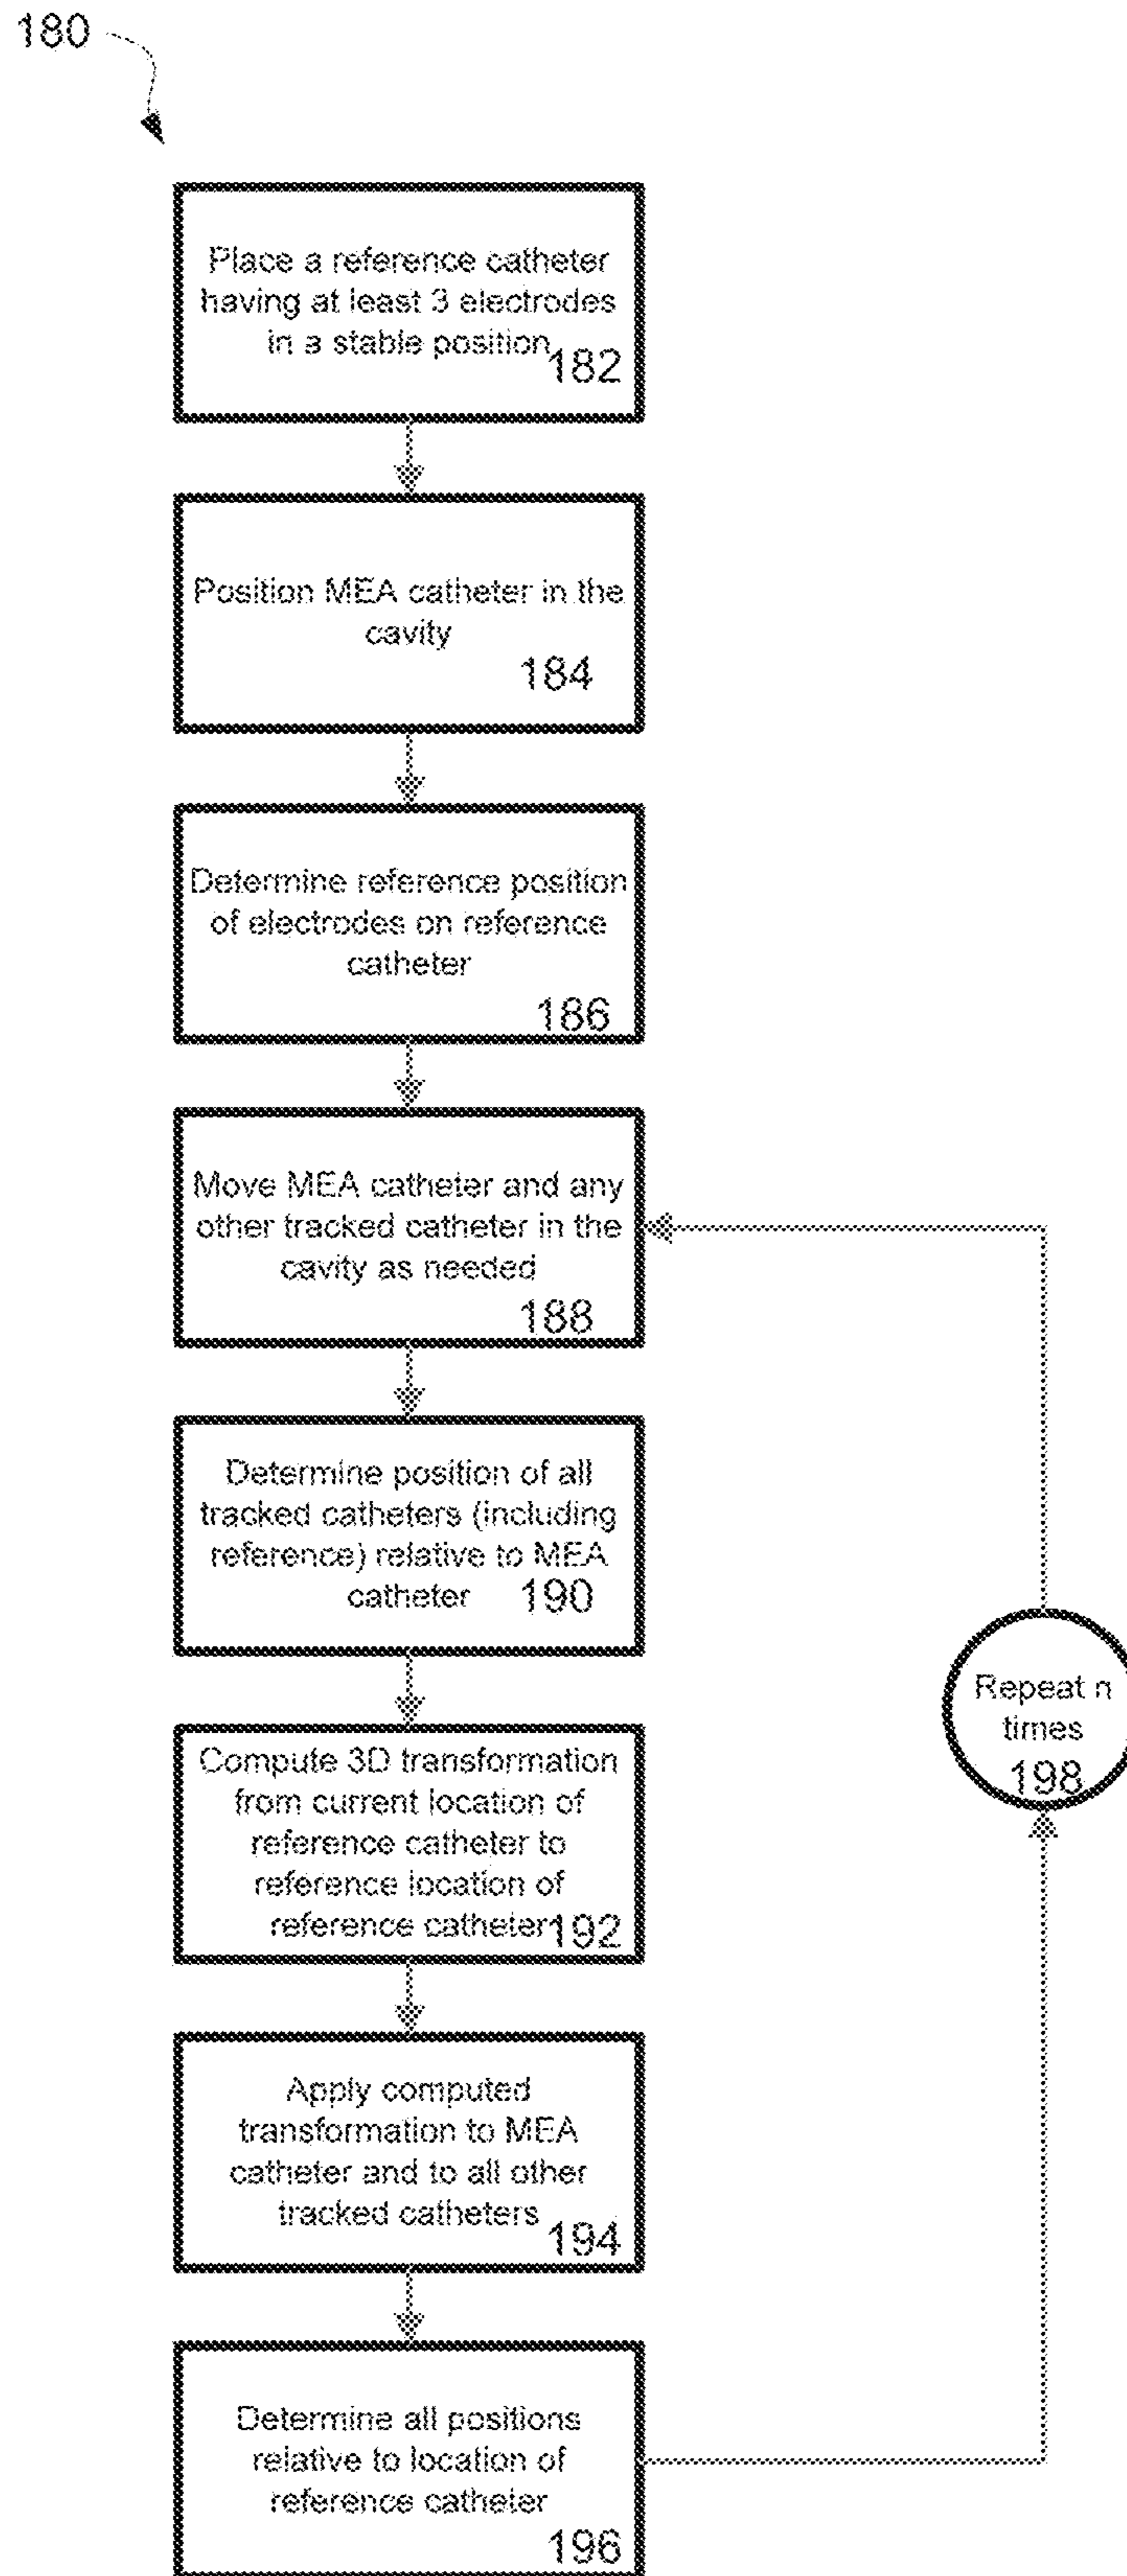 180
Place a reference catheter
having at least 3 electrodes
in a stable position
182
Position MEA catheter in the
cavity
184
Determine reference position
of electrodes on reference
catheter
186
Move MEA catheter and any
other tracked catheter in the
cavity as needed
188
Determine position of all
tracked catheters (including
reference) relative to MEA
catheter 190
Compute 3D transformation
from current location of
reference catheter to
reference location of
reference catheter 192
Apply computed
transformation to MEA
catheter and to all other
tracked catheters
194
Determine all positions
relative to location of
reference catheter
196
Repeat n
times
198